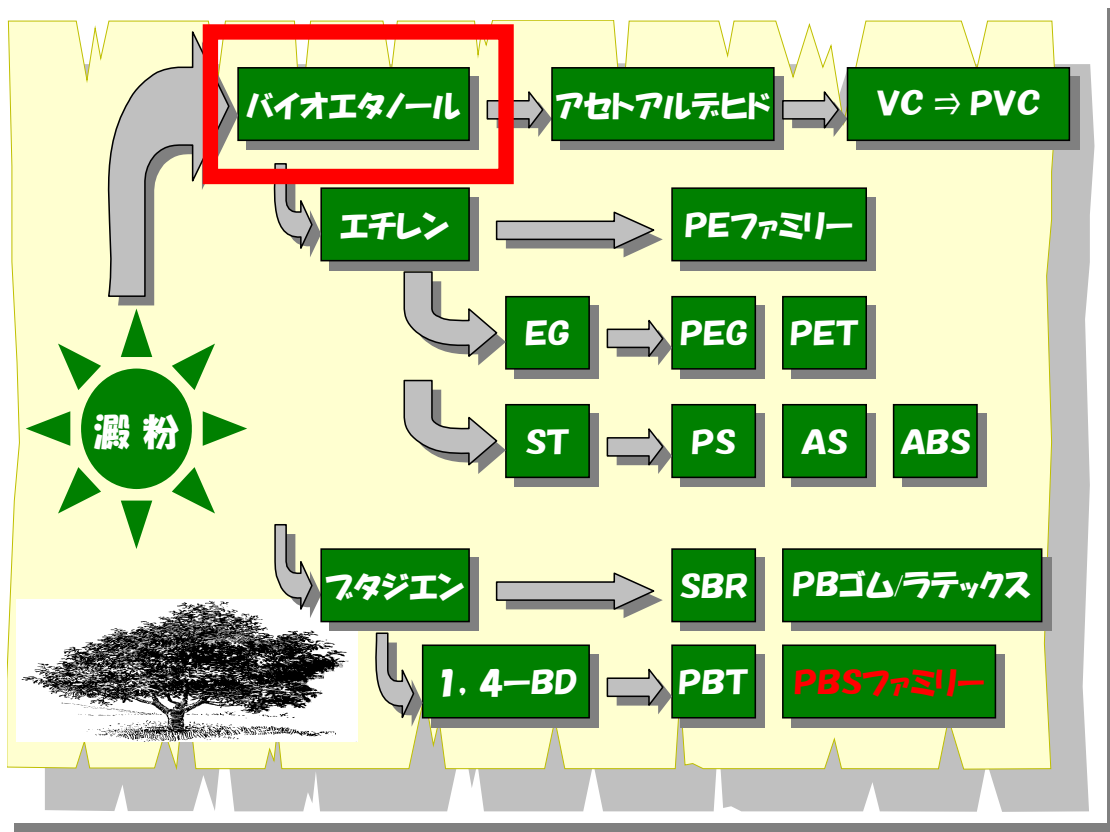 バイオエタノール
アセトアルデヒド
VC ⇒ PVC
エチレン
PEファミリー
EG
PEG
PET
澱粉
ST
PS
AS
ABS
ブタジエン
SBR
PBゴム/ラテックス
1,4-BD
PBT
PBSファミリー